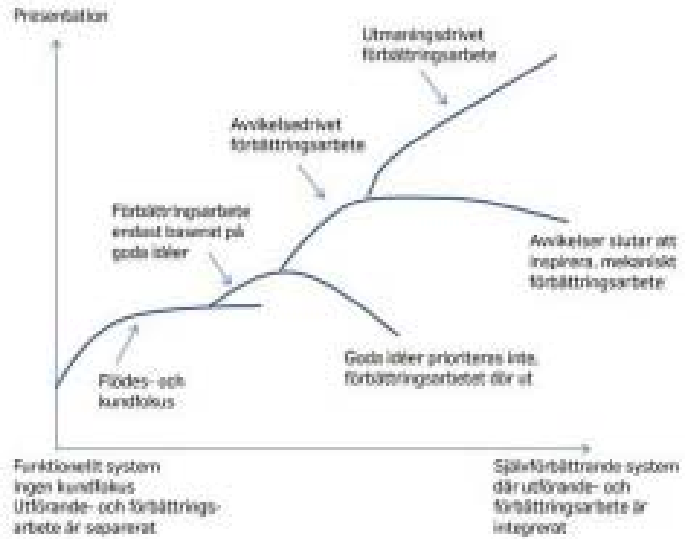 Presentation
Utmaningsdrivet
förbättringsarbete
Avvikelsedrivet
förbättringsarbete
Förbättringsarbete
endast baserat på
goda idéer
Avvikelser slutar att
inspirera, mekaniskt
förbättringsarbete
Goda idéer prioriteras inte,
förbättringsarbetet dör ut
Flödes- och
kundfokus
Funktionellt system
Ingen kundfokus
Utförande- och förbättrings-
arbete är separerat
Självförbättrande system
där utförande- och
förbättringsarbete är
integrerat